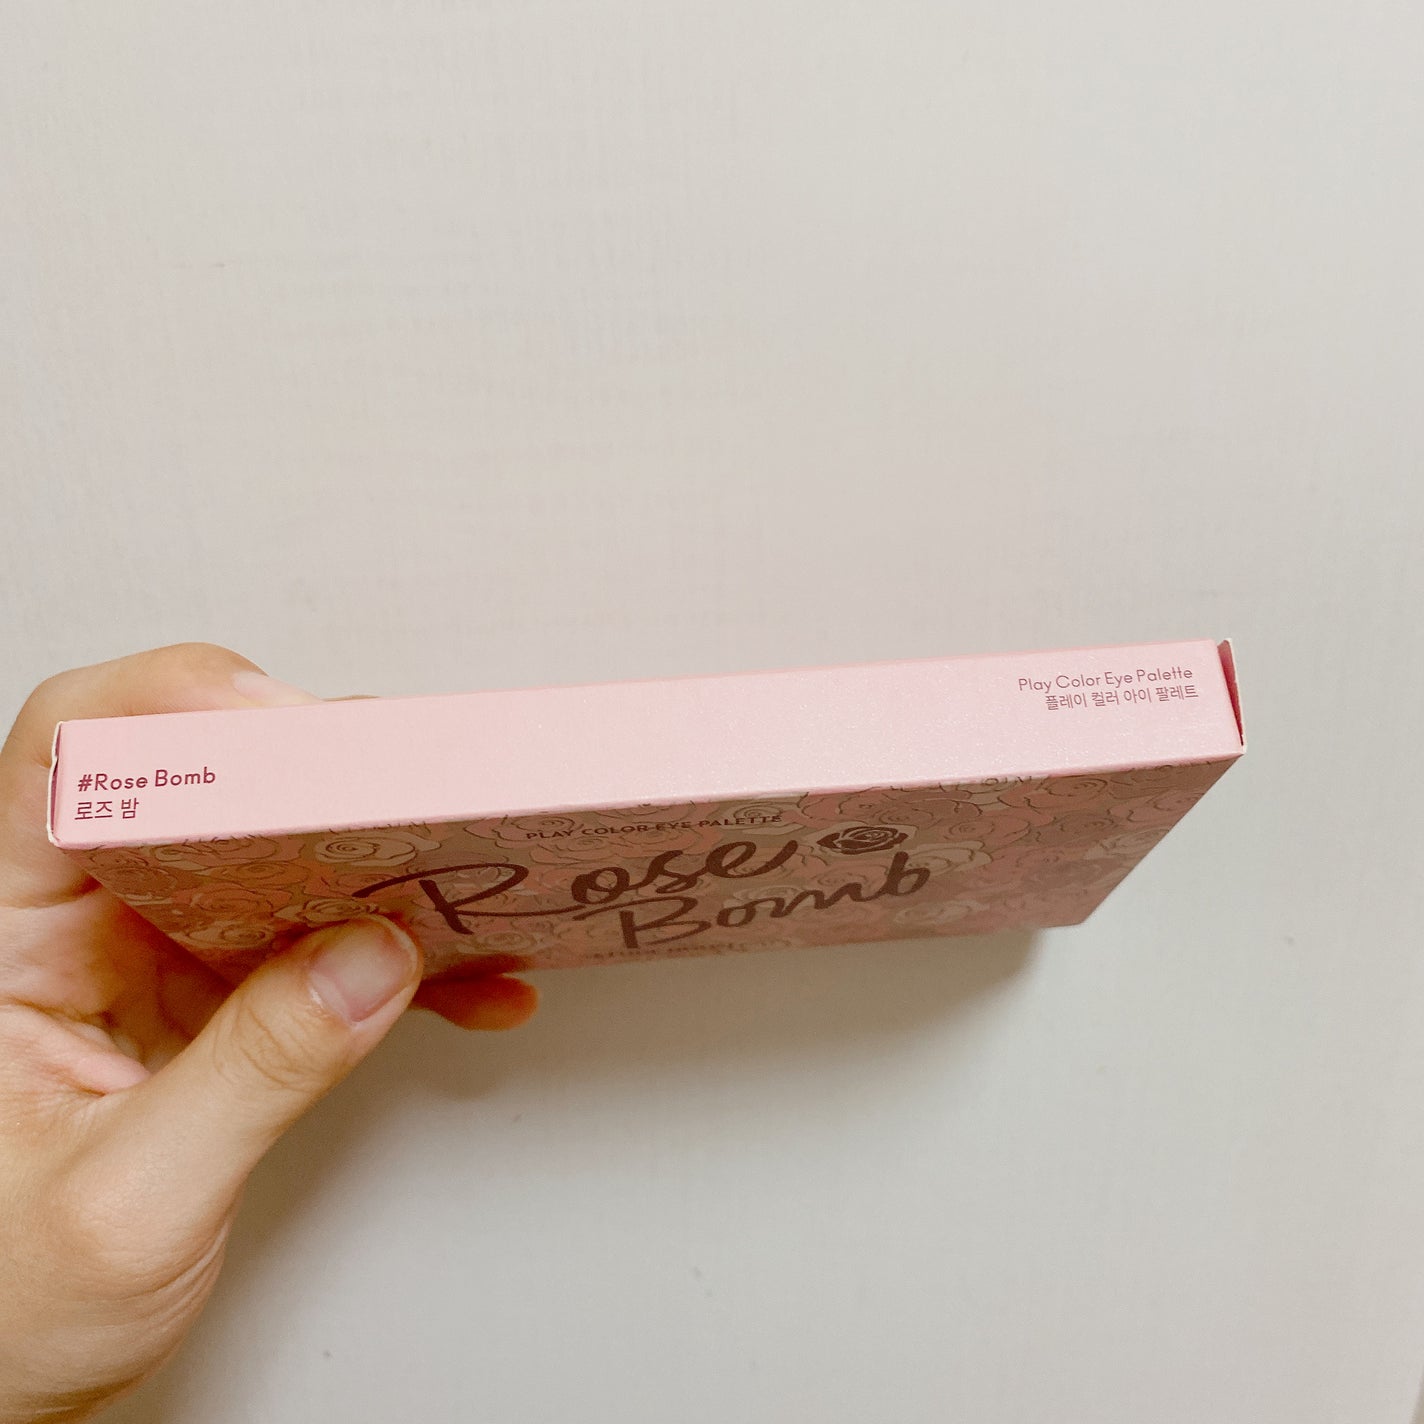 #Rose Bomb
로즈 밤
Play Color Eye Palette
플레이 컬러 아이 팔레트
PLAY COLOR EYE PALETTE
Rose
Bomb